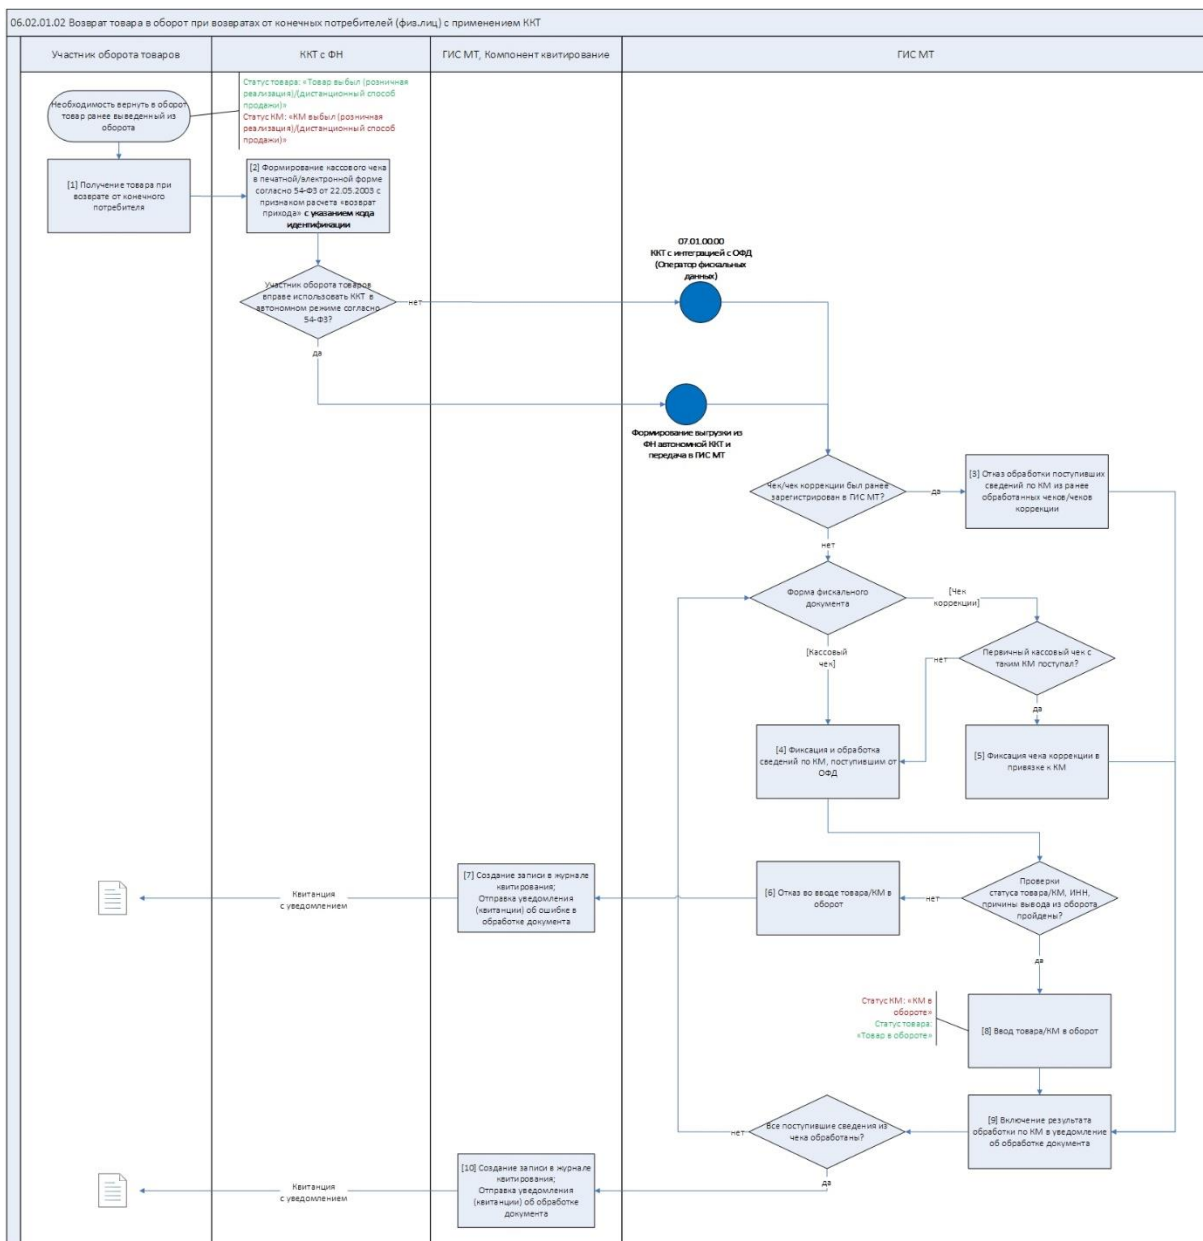 06.02.01.02 Возврат товара в оборот при возвратах от конечных потребителей (физ.лиц) с применением ККТ
Участник оборота товаров
ККТ с ФН
ГИС МТ, Компонент квитирование
ГИС МТ
Необходимость вернуть в оборот
товар ранее выведенный из
оборота
Статус товара: «Товар выбыл (розничная
реализация)/(дистанционный способ
продажи)»
Статус КМ: «КМ выбыл (розничная
реализация)/(дистанционный способ
продажи)»
[1] Получение товара при
возврате от конечного
потребителя
[2] Формирование кассового чека
в печатной/электронной форме
согласно 54-ФЗ от 22.05.2003 с
признаком расчета «возврат
прихода» с указанием кода
идентификации
Участник оборота товаров
вправе использовать ККТ в
автономном режиме согласно
54-ФЗ?
нет
да
07.01.00.00
ККТ с интеграцией с ОФД
(Оператор фискальных
данных)
Формирование выгрузки из
ФН автономной ККТ и
передача в ГИС МТ
Чек/чек коррекции был ранее
зарегистрирован в ГИС МТ?
да
нет
[3] Отказ обработки поступивших
сведений по КМ из ранее
обработанных чеков/чеков
коррекции
Форма фискального
документа
[Чек
коррекции]
[Кассовый
чек]
Первичный кассовый чек с
таким КМ поступал?
нет
да
[4] Фиксация и обработка
сведений по КМ, поступившим от
ОФД
[5] Фиксация чека коррекции в
привязке к КМ
Проверки
статуса товара/КМ, ИНН,
причины вывода из оборота
пройдены?
нет
да
[6] Отказ во вводе товара/КМ в
оборот
[7] Создание записи в журнале
квитирования;
Отправка уведомления
(квитанции) об ошибке в
обработке документа
Квитанция
с уведомлением
Статус КМ: «КМ в
обороте»
Статус товара:
«Товар в обороте»
[8] Ввод товара/КМ в оборот
[9] Включение результата
обработки по КМ в уведомление
об обработке документа
Все поступившие сведения из
чека обработаны?
нет
да
[10] Создание записи в журнале
квитирования;
Отправка уведомления
(квитанции) об обработке
документа
Квитанция
с уведомлением